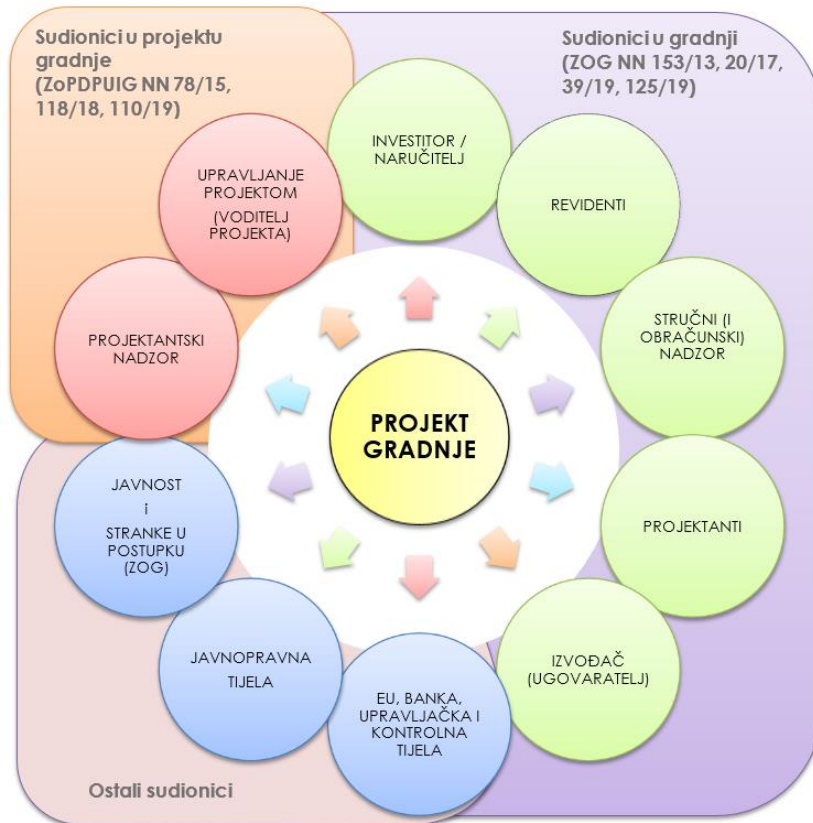 Sudionici u projektu
gradnje
(ZoPDPUIG NN 78/15,
118/18, 110/19)
Sudionici u gradnji
(ZOG NN 153/13, 20/17,
39/19, 125/19)
INVESTITOR /
NARUČITELJ
REVIDENTI
STRUČNI (I
OBRAČUNSKI)
NADZOR
PROJEKTANTI
IZVOĐAČ
(UGOVARATELJ)
EU, BANKA,
UPRAVLJAČKA I
KONTROLNA
TIJELA
JAVNOPRAVNA
TIJELA
JAVNOST
i
STRANKE U
POSTUPKU
(ZOG)
PROJEKTANTSKI
NADZOR
UPRAVLJANJE
PROJEKTOM
(VODITELJ
PROJEKTA)
PROJEKT
GRADNJE
Ostali sudionici